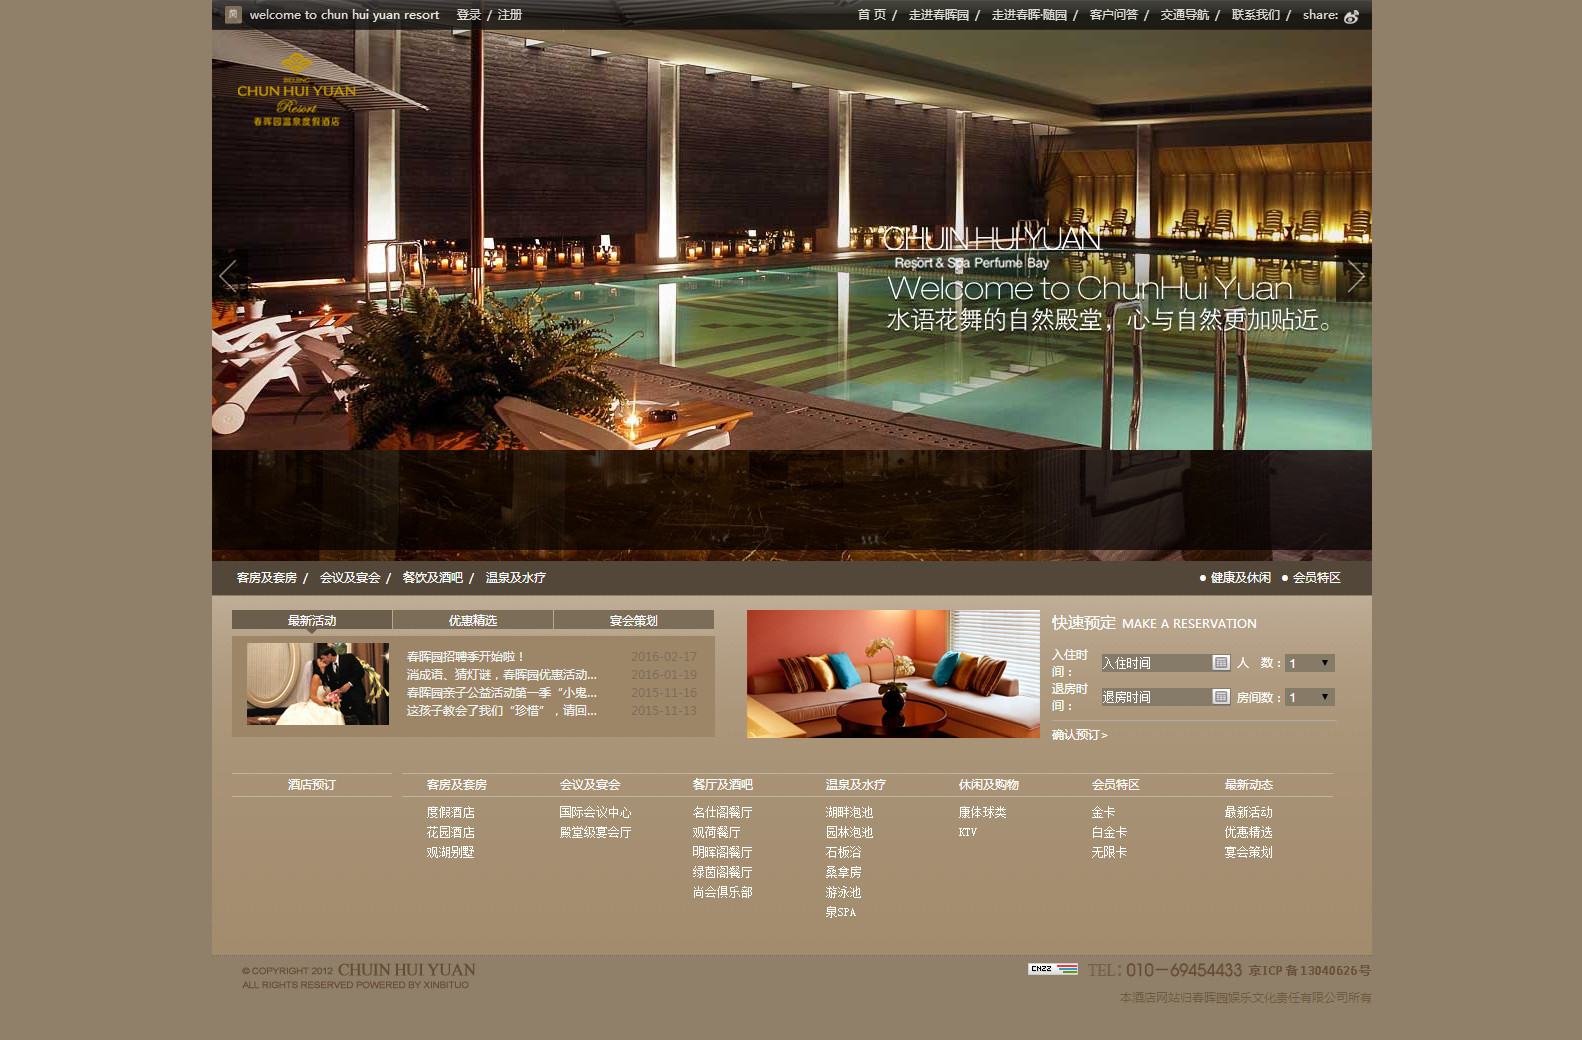 welcome to chun hui yuan resort 登录 / 注册
首 页 / 走进春晖园 / 走进春晖·随园 / 客户问答 / 交通导航 / 联系我们 / share:
BEIJING
CHUN HUI YUAN
Resort
春晖园温泉度假酒店
CHUIN HUI YUAN
Resort & Spa Perfume Bay
Welcome to ChunHui Yuan
水语花舞的自然殿堂，心与自然更加贴近。
客房及套房 / 会议及宴会 / 餐饮及酒吧 / 温泉及水疗
● 健康及休闲 ● 会员特区
最新活动 优惠精选 宴会策划
春晖园招聘季开始啦！ 2016-02-17
消成语、猜灯谜，春晖园优惠活动... 2016-01-19
春晖园亲子公益活动第一季“小鬼... 2015-11-16
这孩子教会了我们“珍惜”，请回... 2015-11-13
快速预定 MAKE A RESERVATION
入住时间： 入住时间 人 数： 1
退房时间： 退房时间 房间数： 1
确认预订>
酒店预订
客房及套房
度假酒店
花园酒店
观湖别墅
会议及宴会
国际会议中心
殿堂级宴会厅
餐厅及酒吧
名仕阁餐厅
观荷餐厅
明晖阁餐厅
绿茵阁餐厅
尚会俱乐部
温泉及水疗
湖畔泡池
园林泡池
石板浴
桑拿房
游泳池
泉SPA
休闲及购物
康体球类
KTV
会员特区
金卡
白金卡
无限卡
最新动态
最新活动
优惠精选
宴会策划
© COPYRIGHT 2012 CHUIN HUI YUAN
ALL RIGHTS RESERVED POWERED BY XINBITUO
CNZZ TEL：010－69454433 京ICP备13040626号
本酒店网站归春晖园娱乐文化责任有限公司所有